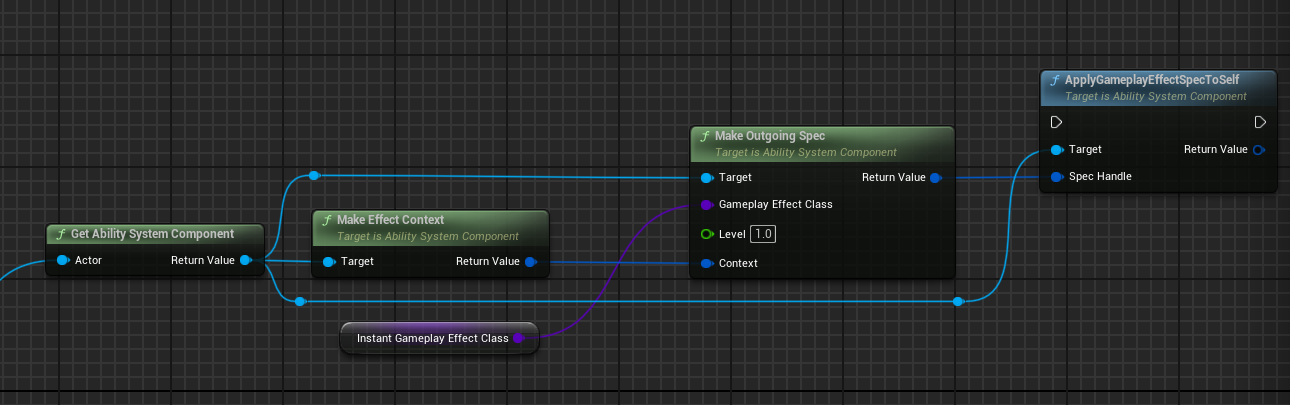 ApplyGameplayEffectSpecToSelf
Target is Ability System Component
Target Return Value
Spec Handle
Make Outgoing Spec
Target is Ability System Component
Target Return Value
Gameplay Effect Class
Level 1.0
Context
Make Effect Context
Target is Ability System Component
Target Return Value
Get Ability System Component
Actor Return Value
Instant Gameplay Effect Class